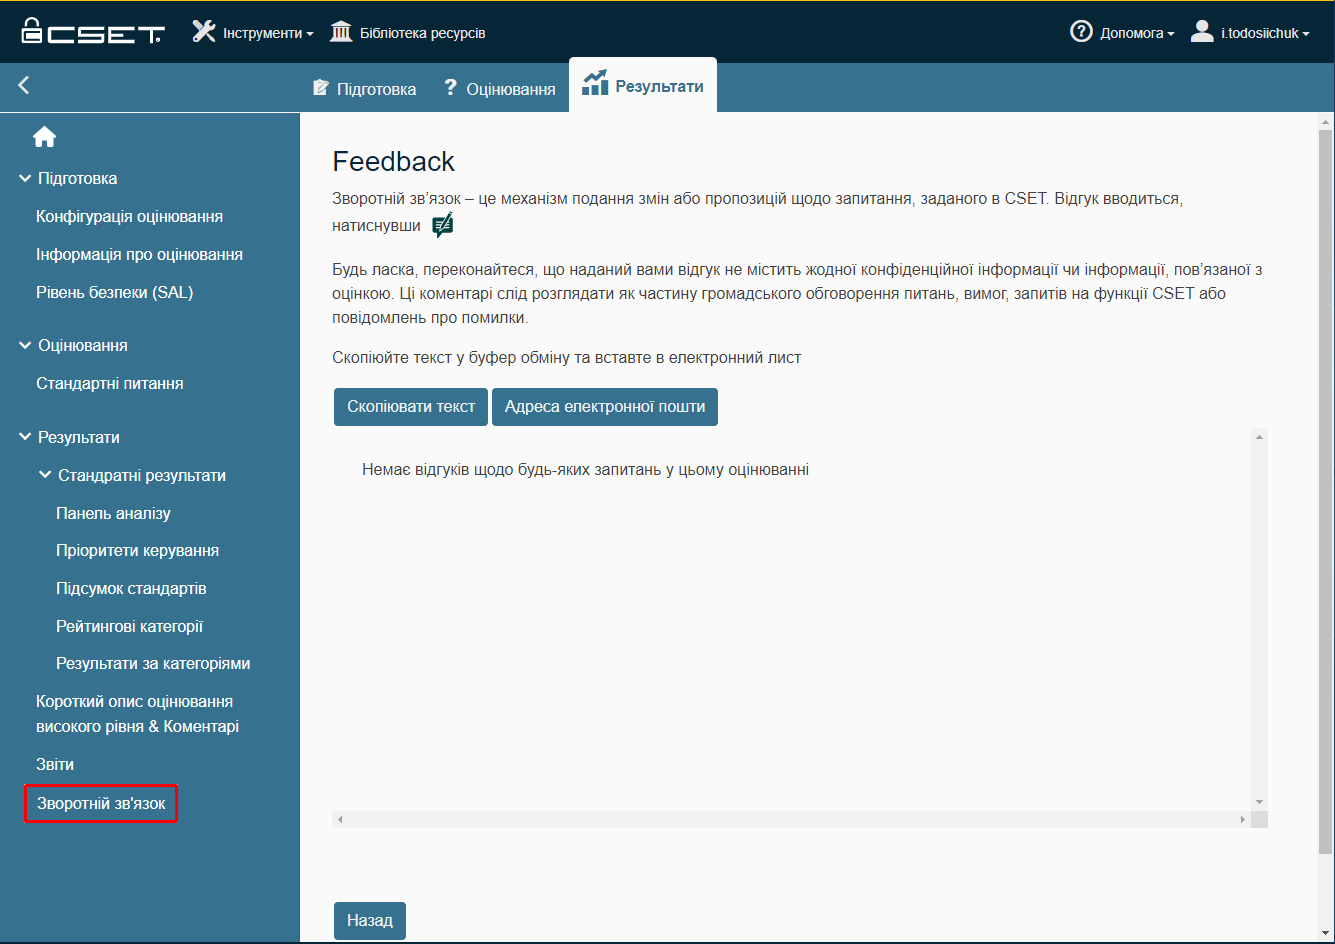 CSET
Інструменти
Бібліотека ресурсів
Допомога
i.todosiichuk
Підготовка
? Оцінювання
Результати
Підготовка
Конфігурація оцінювання
Інформація про оцінювання
Рівень безпеки (SAL)
Оцінювання
Стандартні питання
Результати
Стандратні результати
Панель аналізу
Пріоритети керування
Підсумок стандартів
Рейтингові категорії
Результати за категоріями
Короткий опис оцінювання
високого рівня & Коментарі
Звіти
Зворотній зв'язок
Feedback
Зворотній зв’язок – це механізм подання змін або пропозицій щодо запитання, заданого в CSET. Відгук вводиться,
натиснувши
Будь ласка, переконайтеся, що наданий вами відгук не містить жодної конфіденційної інформації чи інформації, пов’язаної з
оцінкою. Ці коментарі слід розглядати як частину громадського обговорення питань, вимог, запитів на функції CSET або
повідомлень про помилки.
Скопіюйте текст у буфер обміну та вставте в електронний лист
Скопіювати текст
Адреса електронної пошти
Немає відгуків щодо будь-яких запитань у цьому оцінюванні
Назад